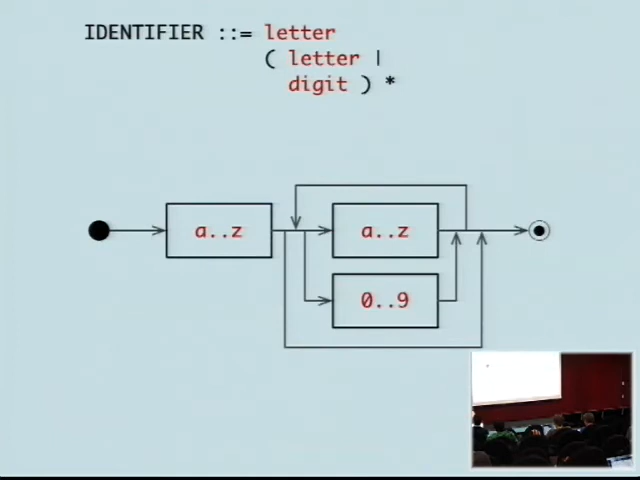 IDENTIFIER ::= letter
( letter |
digit ) *
a..z
a..z
0..9